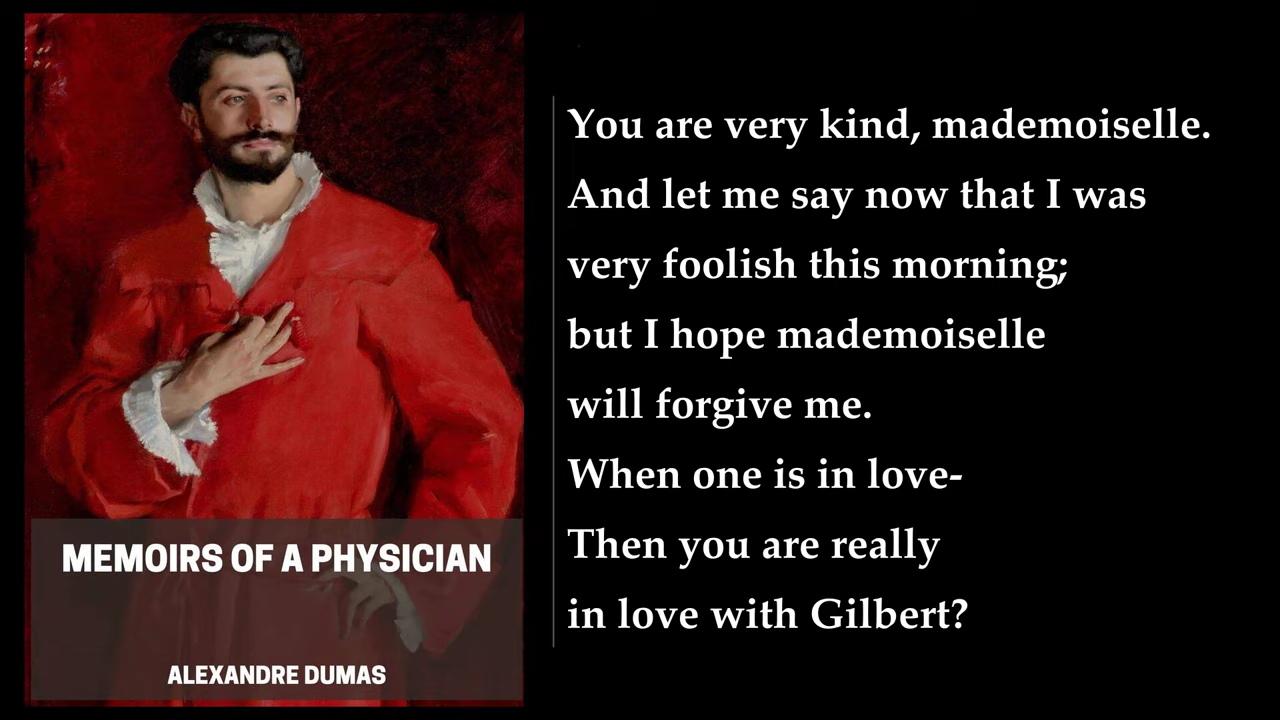 MEMOIRS OF A PHYSICIAN
ALEXANDRE DUMAS
You are very kind, mademoiselle.
And let me say now that I was
very foolish this morning;
but I hope mademoiselle
will forgive me.
When one is in love-
Then you are really
in love with Gilbert?